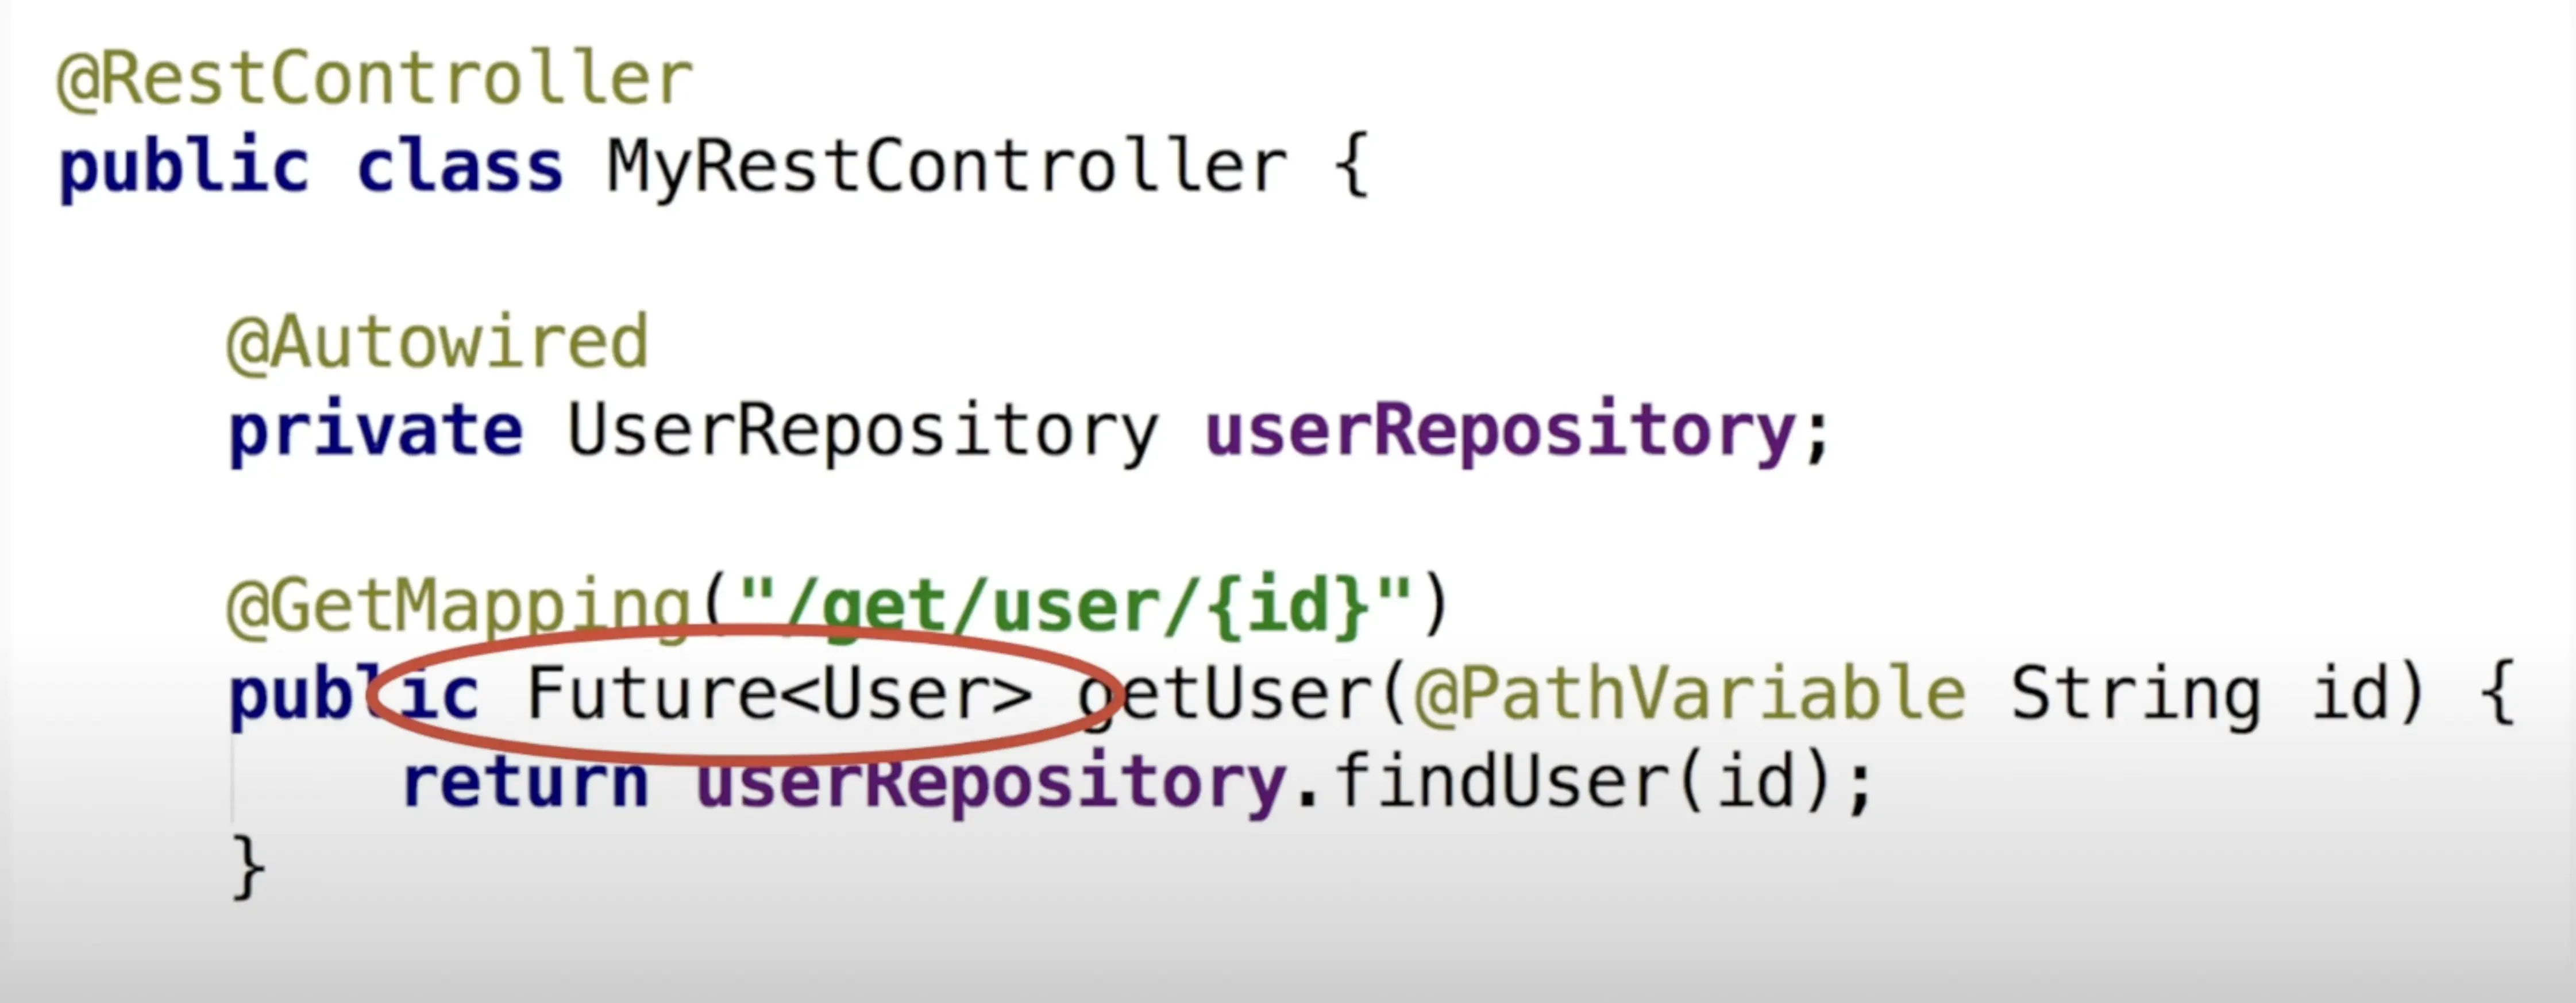 @RestController
public class MyRestController {
@Autowired
private UserRepository userRepository;
@GetMapping("/get/user/{id}")
public Future<User> getUser(@PathVariable String id) {
return userRepository.findUser(id);
}